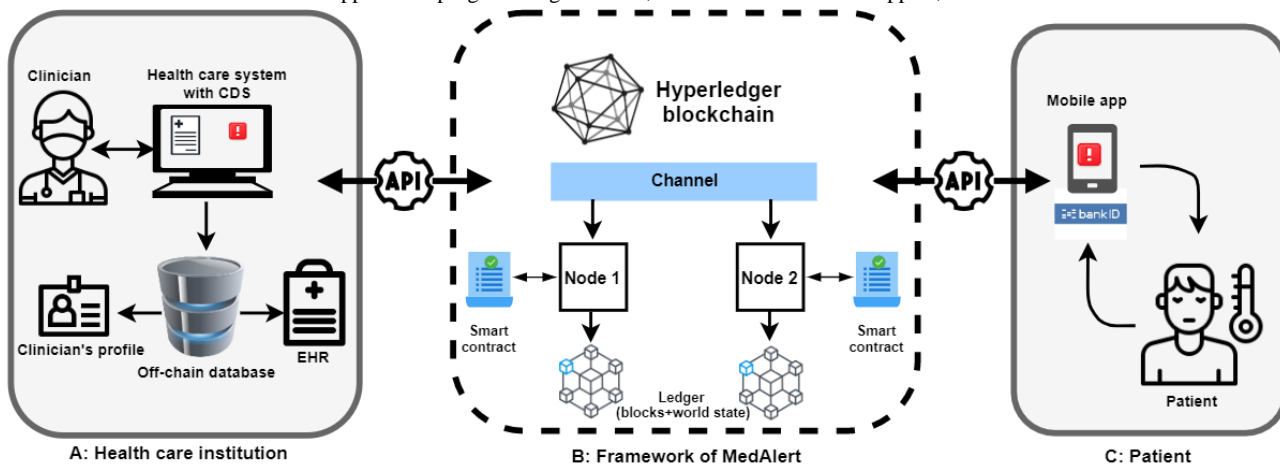 Clinician
Health care system
with CDS
API
Clinician's profile
Off-chain database
EHR
A: Health care institution
Hyperledger
blockchain
Channel
Node 1
Node 2
Smart
contract
Smart
contract
Ledger
(blocks+world state)
B: Framework of MedAlert
API
Mobile app
bankID
Patient
C: Patient